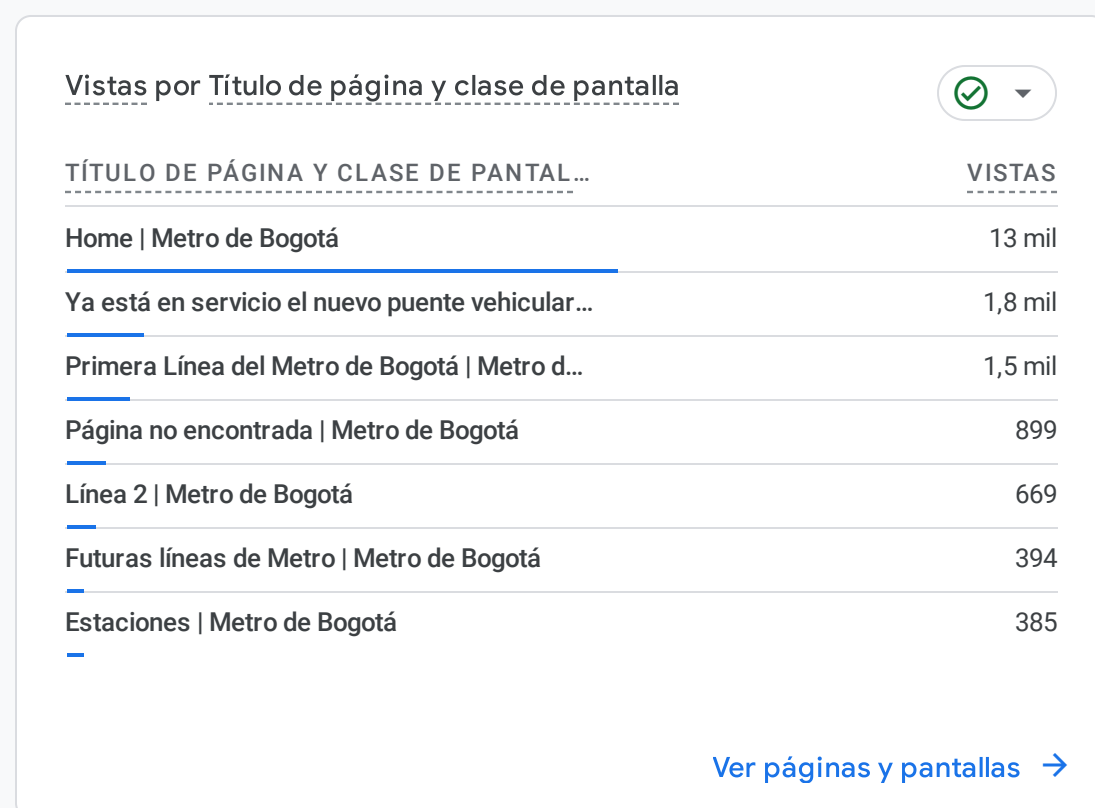 Vistas por Título de página y clase de pantalla
TÍTULO DE PÁGINA Y CLASE DE PANTAL... VISTAS
Home | Metro de Bogotá 13 mil
Ya está en servicio el nuevo puente vehicular... 1,8 mil
Primera Línea del Metro de Bogotá | Metro d... 1,5 mil
Página no encontrada | Metro de Bogotá 899
Línea 2 | Metro de Bogotá 669
Futuras líneas de Metro | Metro de Bogotá 394
Estaciones | Metro de Bogotá 385
Ver páginas y pantallas